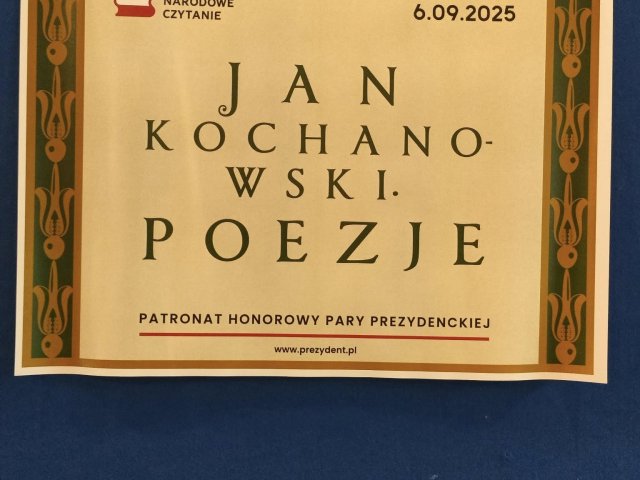 NARODOWE
CZYTANIE
6.09.2025
JAN
KOCHANO-
WSKI.
POEZJE
PATRONAT HONOROWY PARY PREZYDENCKIEJ
www.prezydent.pl